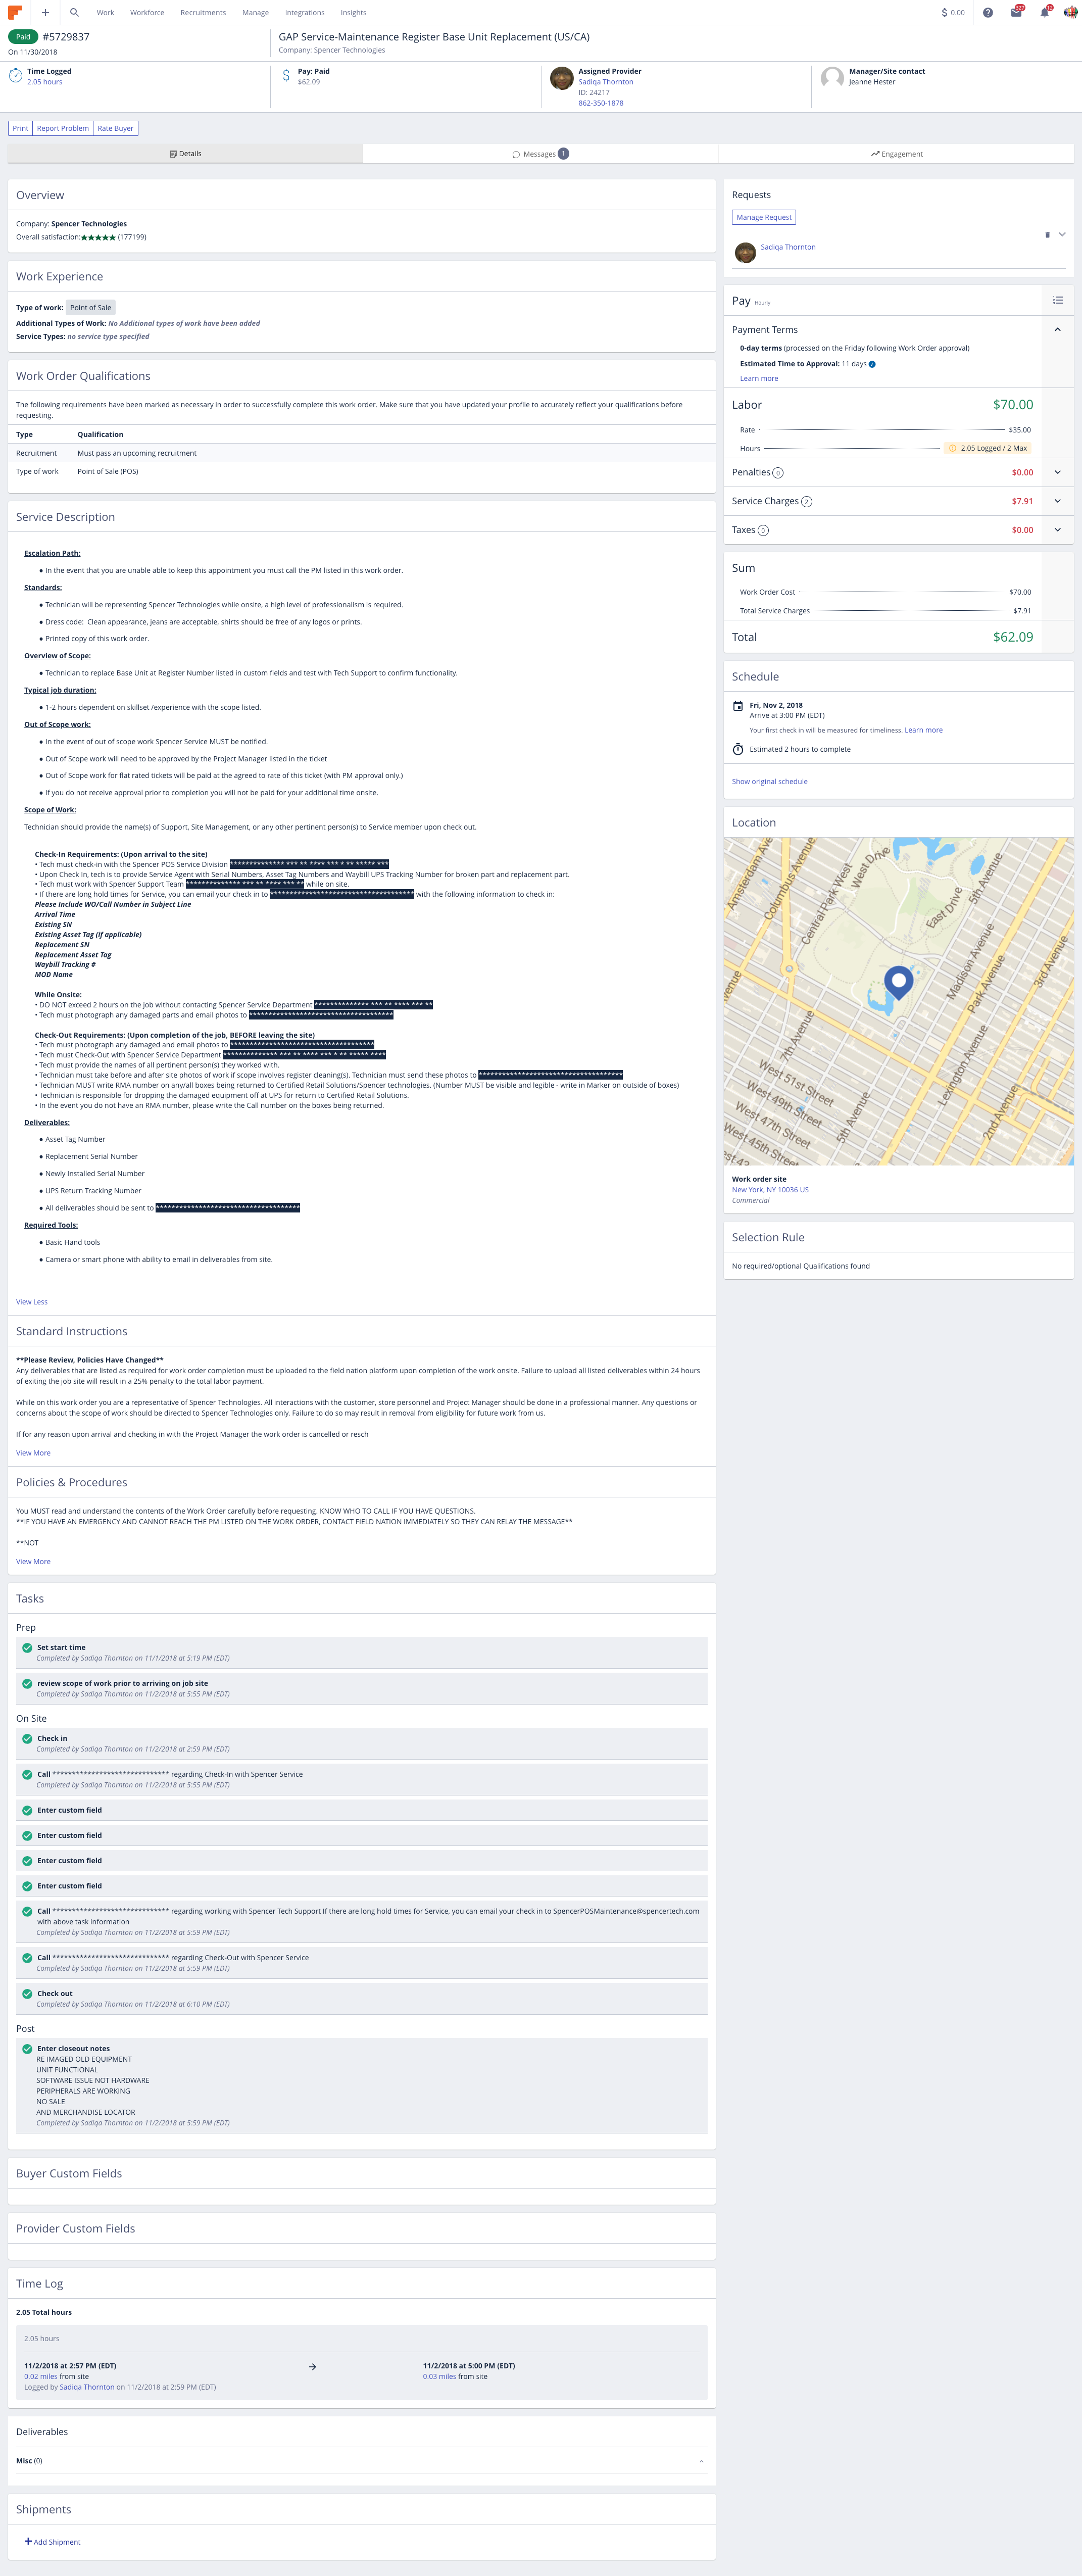 Work Workforce Recruitments Manage Integrations Insights
$ 0.00
Paid #5729837
On 11/30/2018
GAP Service-Maintenance Register Base Unit Replacement (US/CA)
Company: Spencer Technologies
Time Logged
2.05 hours
Pay: Paid
$62.09
Assigned Provider
Sadiqa Thornton
ID: 24217
862-350-1878
Manager/Site contact
Jeanne Hester
Print Report Problem Rate Buyer
Details
Messages 1
Engagement
Overview
Company: Spencer Technologies
Overall satisfaction: (177199)
Work Experience
Type of work: Point of Sale
Additional Types of Work: No Additional types of work have been added
Service Types: no service type specified
Work Order Qualifications
The following requirements have been marked as necessary in order to successfully complete this work order. Make sure that you have updated your profile to accurately reflect your qualifications before
requesting.
Type Qualification
Recruitment Must pass an upcoming recruitment
Type of work Point of Sale (POS)
Service Description
Escalation Path:
● In the event that you are unable able to keep this appointment you must call the PM listed in this work order.
Standards:
● Technician will be representing Spencer Technologies while onsite, a high level of professionalism is required.
● Dress code: Clean appearance, jeans are acceptable, shirts should be free of any logos or prints.
● Printed copy of this work order.
Overview of Scope:
● Technician to replace Base Unit at Register Number listed in custom fields and test with Tech Support to confirm functionality.
Typical job duration:
● 1-2 hours dependent on skillset /experience with the scope listed.
Out of Scope work:
● In the event of out of scope work Spencer Service MUST be notified.
● Out of Scope work will need to be approved by the Project Manager listed in the ticket
● Out of Scope work for flat rated tickets will be paid at the agreed to rate of this ticket (with PM approval only.)
● If you do not receive approval prior to completion you will not be paid for your additional time onsite.
Scope of Work:
Technician should provide the name(s) of Support, Site Management, or any other pertinent person(s) to Service member upon check out.
Check-In Requirements: (Upon arrival to the site)
• Tech must check-in with the Spencer POS Service Division ************** *** ** **** *** * ** ***** ***
• Upon Check In, tech is to provide Service Agent with Serial Numbers, Asset Tag Numbers and Waybill UPS Tracking Number for broken part and replacement part.
• Tech must work with Spencer Support Team ************** *** ** **** *** ** while on site.
• If there are long hold times for Service, you can email your check in to ************************************* with the following information to check in:
Please Include WO/Call Number in Subject Line
Arrival Time
Existing SN
Existing Asset Tag (if applicable)
Replacement SN
Replacement Asset Tag
Waybill Tracking #
MOD Name
While Onsite:
• DO NOT exceed 2 hours on the job without contacting Spencer Service Department ************** *** ** **** *** **
• Tech must photograph any damaged parts and email photos to *************************************
Check-Out Requirements: (Upon completion of the job, BEFORE leaving the site)
• Tech must photograph any damaged and email photos to *************************************
• Tech must Check-Out with Spencer Service Department ************** *** ** **** *** * ** ***** ****
• Tech must provide the names of all pertinent person(s) they worked with.
• Technician must take before and after site photos of work if scope involves register cleaning(s). Technician must send these photos to *************************************
• Technician MUST write RMA number on any/all boxes being returned to Certified Retail Solutions/Spencer technologies. (Number MUST be visible and legible - write in Marker on outside of boxes)
• Technician is responsible for dropping the damaged equipment off at UPS for return to Certified Retail Solutions.
• In the event you do not have an RMA number, please write the Call number on the boxes being returned.
Deliverables:
● Asset Tag Number
● Replacement Serial Number
● Newly Installed Serial Number
● UPS Return Tracking Number
● All deliverables should be sent to *************************************
Required Tools:
● Basic Hand tools
● Camera or smart phone with ability to email in deliverables from site.
View Less
Standard Instructions
**Please Review, Policies Have Changed**
Any deliverables that are listed as required for work order completion must be uploaded to the field nation platform upon completion of the work onsite. Failure to upload all listed deliverables within 24 hours
of exiting the job site will result in a 25% penalty to the total labor payment.
While on this work order you are a representative of Spencer Technologies. All interactions with the customer, store personnel and Project Manager should be done in a professional manner. Any questions or
concerns about the scope of work should be directed to Spencer Technologies only. Failure to do so may result in removal from eligibility for future work from us.
If for any reason upon arrival and checking in with the Project Manager the work order is cancelled or resch
View More
Policies & Procedures
You MUST read and understand the contents of the Work Order carefully before requesting. KNOW WHO TO CALL IF YOU HAVE QUESTIONS.
**IF YOU HAVE AN EMERGENCY AND CANNOT REACH THE PM LISTED ON THE WORK ORDER, CONTACT FIELD NATION IMMEDIATELY SO THEY CAN RELAY THE MESSAGE**
**NOT
View More
Tasks
Prep
Set start time
Completed by Sadiqa Thornton on 11/1/2018 at 5:19 PM (EDT)
review scope of work prior to arriving on job site
Completed by Sadiqa Thornton on 11/2/2018 at 5:55 PM (EDT)
On Site
Check in
Completed by Sadiqa Thornton on 11/2/2018 at 2:59 PM (EDT)
Call ****************************** regarding Check-In with Spencer Service
Completed by Sadiqa Thornton on 11/2/2018 at 5:55 PM (EDT)
Enter custom field
Enter custom field
Enter custom field
Enter custom field
Call ****************************** regarding working with Spencer Tech Support If there are long hold times for Service, you can email your check in to SpencerPOSMaintenance@spencertech.com
with above task information
Completed by Sadiqa Thornton on 11/2/2018 at 5:59 PM (EDT)
Call ****************************** regarding Check-Out with Spencer Service
Completed by Sadiqa Thornton on 11/2/2018 at 5:59 PM (EDT)
Check out
Completed by Sadiqa Thornton on 11/2/2018 at 6:10 PM (EDT)
Post
Enter closeout notes
RE IMAGED OLD EQUIPMENT
UNIT FUNCTIONAL
SOFTWARE ISSUE NOT HARDWARE
PERIPHERALS ARE WORKING
NO SALE
AND MERCHANDISE LOCATOR
Completed by Sadiqa Thornton on 11/2/2018 at 5:59 PM (EDT)
Buyer Custom Fields
Provider Custom Fields
Time Log
2.05 Total hours
2.05 hours
11/2/2018 at 2:57 PM (EDT)
0.02 miles from site
Logged by Sadiqa Thornton on 11/2/2018 at 2:59 PM (EDT)
11/2/2018 at 5:00 PM (EDT)
0.03 miles from site
Deliverables
Misc (0)
Shipments
Add Shipment
Requests
Manage Request
Sadiqa Thornton
Pay Hourly
Payment Terms
0-day terms (processed on the Friday following Work Order approval)
Estimated Time to Approval: 11 days
Learn more
Labor $70.00
Rate $35.00
Hours 2.05 Logged / 2 Max
Penalties 0 $0.00
Service Charges 2 $7.91
Taxes 0 $0.00
Sum
Work Order Cost $70.00
Total Service Charges $7.91
Total $62.09
Schedule
Fri, Nov 2, 2018
Arrive at 3:00 PM (EDT)
Your first check in will be measured for timeliness. Learn more
Estimated 2 hours to complete
Show original schedule
Location
Amsterdam Ave
Columbus Avenue
Central Park West
West Drive
East Drive
5th Avenue
Madison Avenue
Park Avenue
3rd Avenue
7th Avenue
West 51st Street
West 49th Street
West 47th Street
West 45th Street
5th Avenue
Lexington Avenue
2nd Avenue
Work order site
New York, NY 10036 US
Commercial
Selection Rule
No required/optional Qualifications found